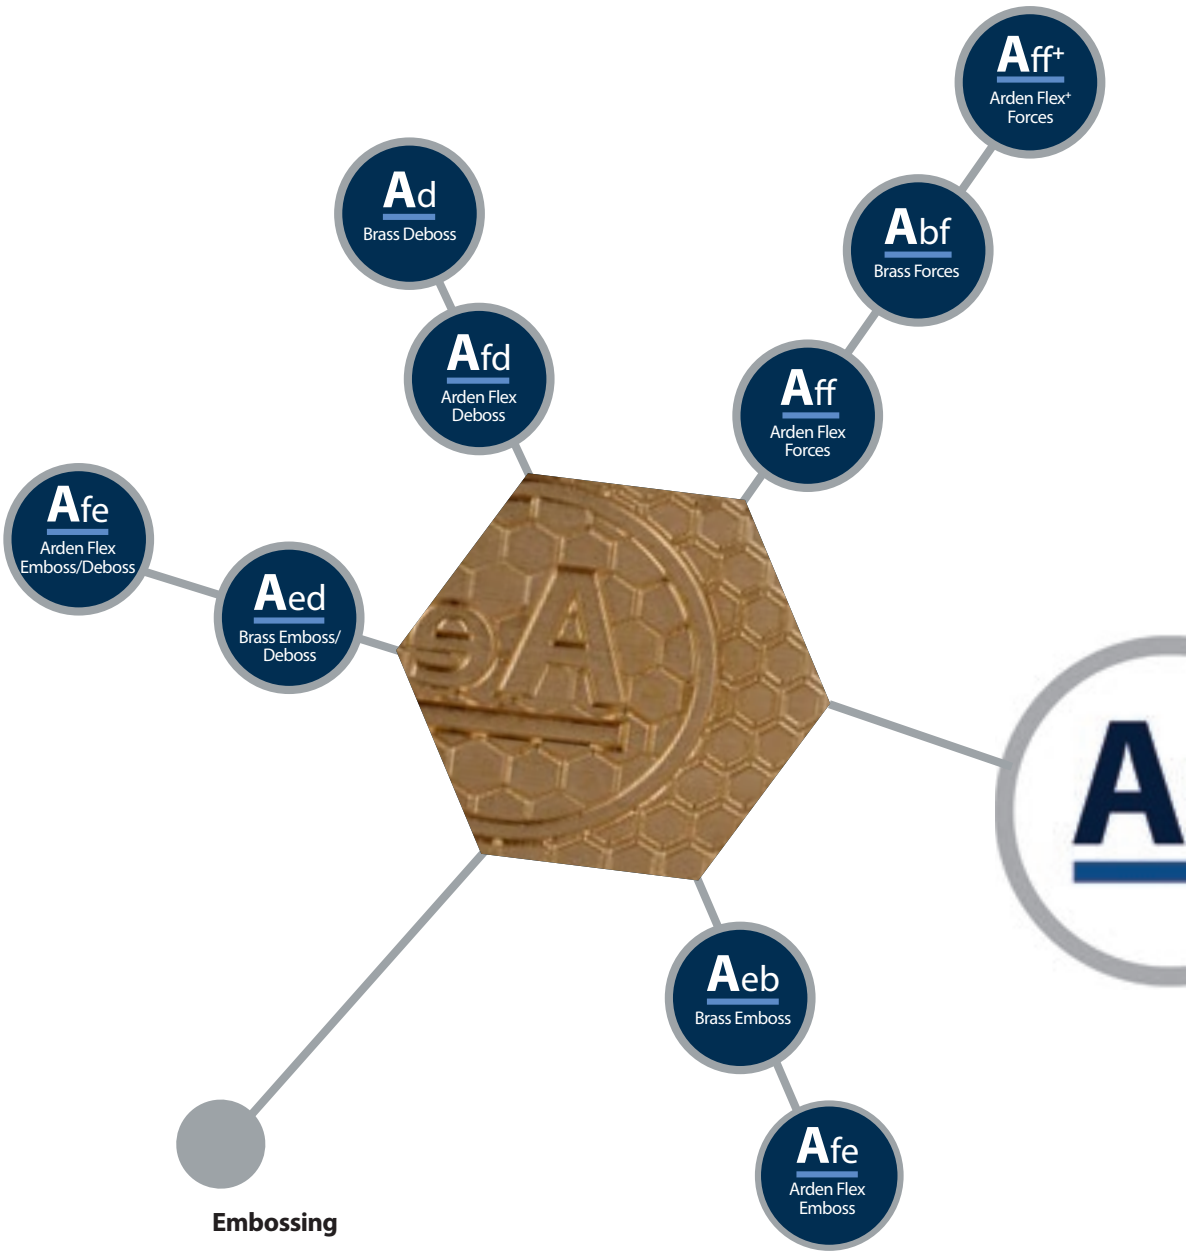 Aff+
Arden Flex+
Forces
Ad
Brass Deboss
Abf
Brass Forces
Afd
Arden Flex
Deboss
Aff
Arden Flex
Forces
Afe
Arden Flex
Emboss/Deboss
Aed
Brass Emboss/
Deboss
Ae
A
Aeb
Brass Emboss
Afe
Arden Flex
Emboss
Embossing